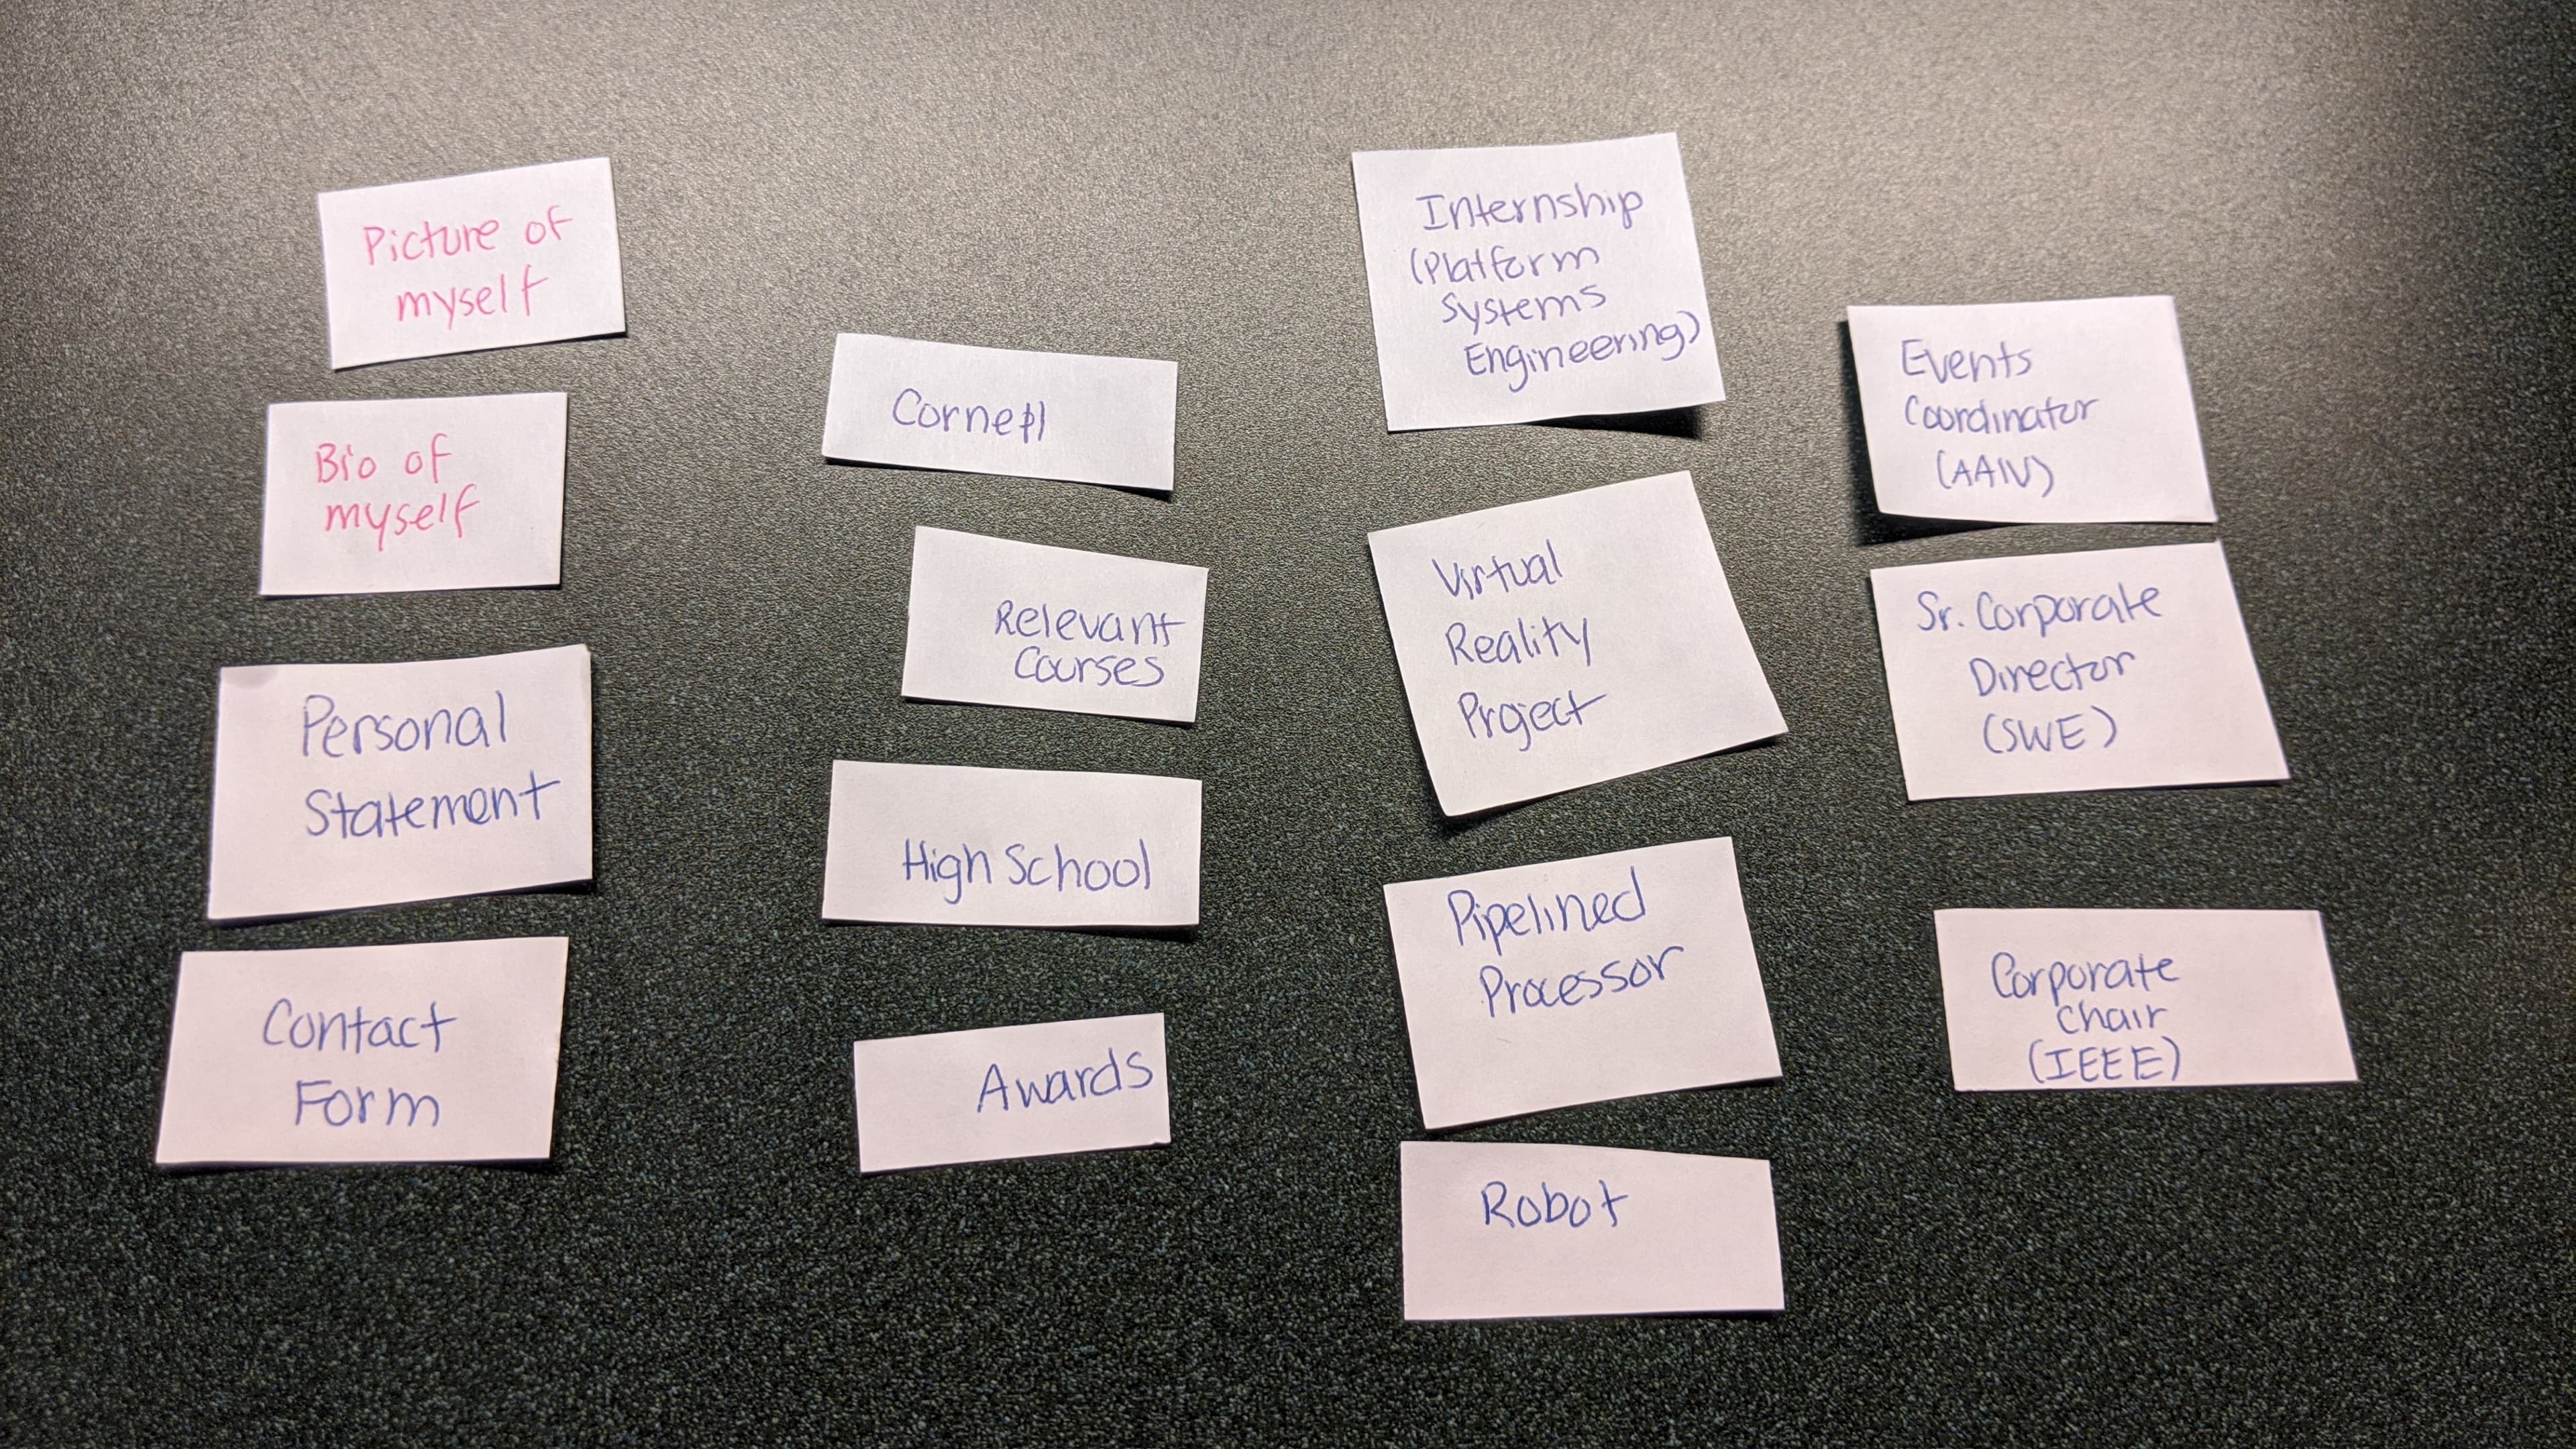 Picture of
myself
Bio of
myself
Personal
Statement
Contact
Form
Cornell
Relevant
Courses
High School
Awards
Internship
(Platform
Systems
Engineering)
Virtual
Reality
Project
Pipelined
Processor
Robot
Events
Coordinator
(AAIV)
Sr. Corporate
Director
(SWE)
Corporate
Chair
(IEEE)